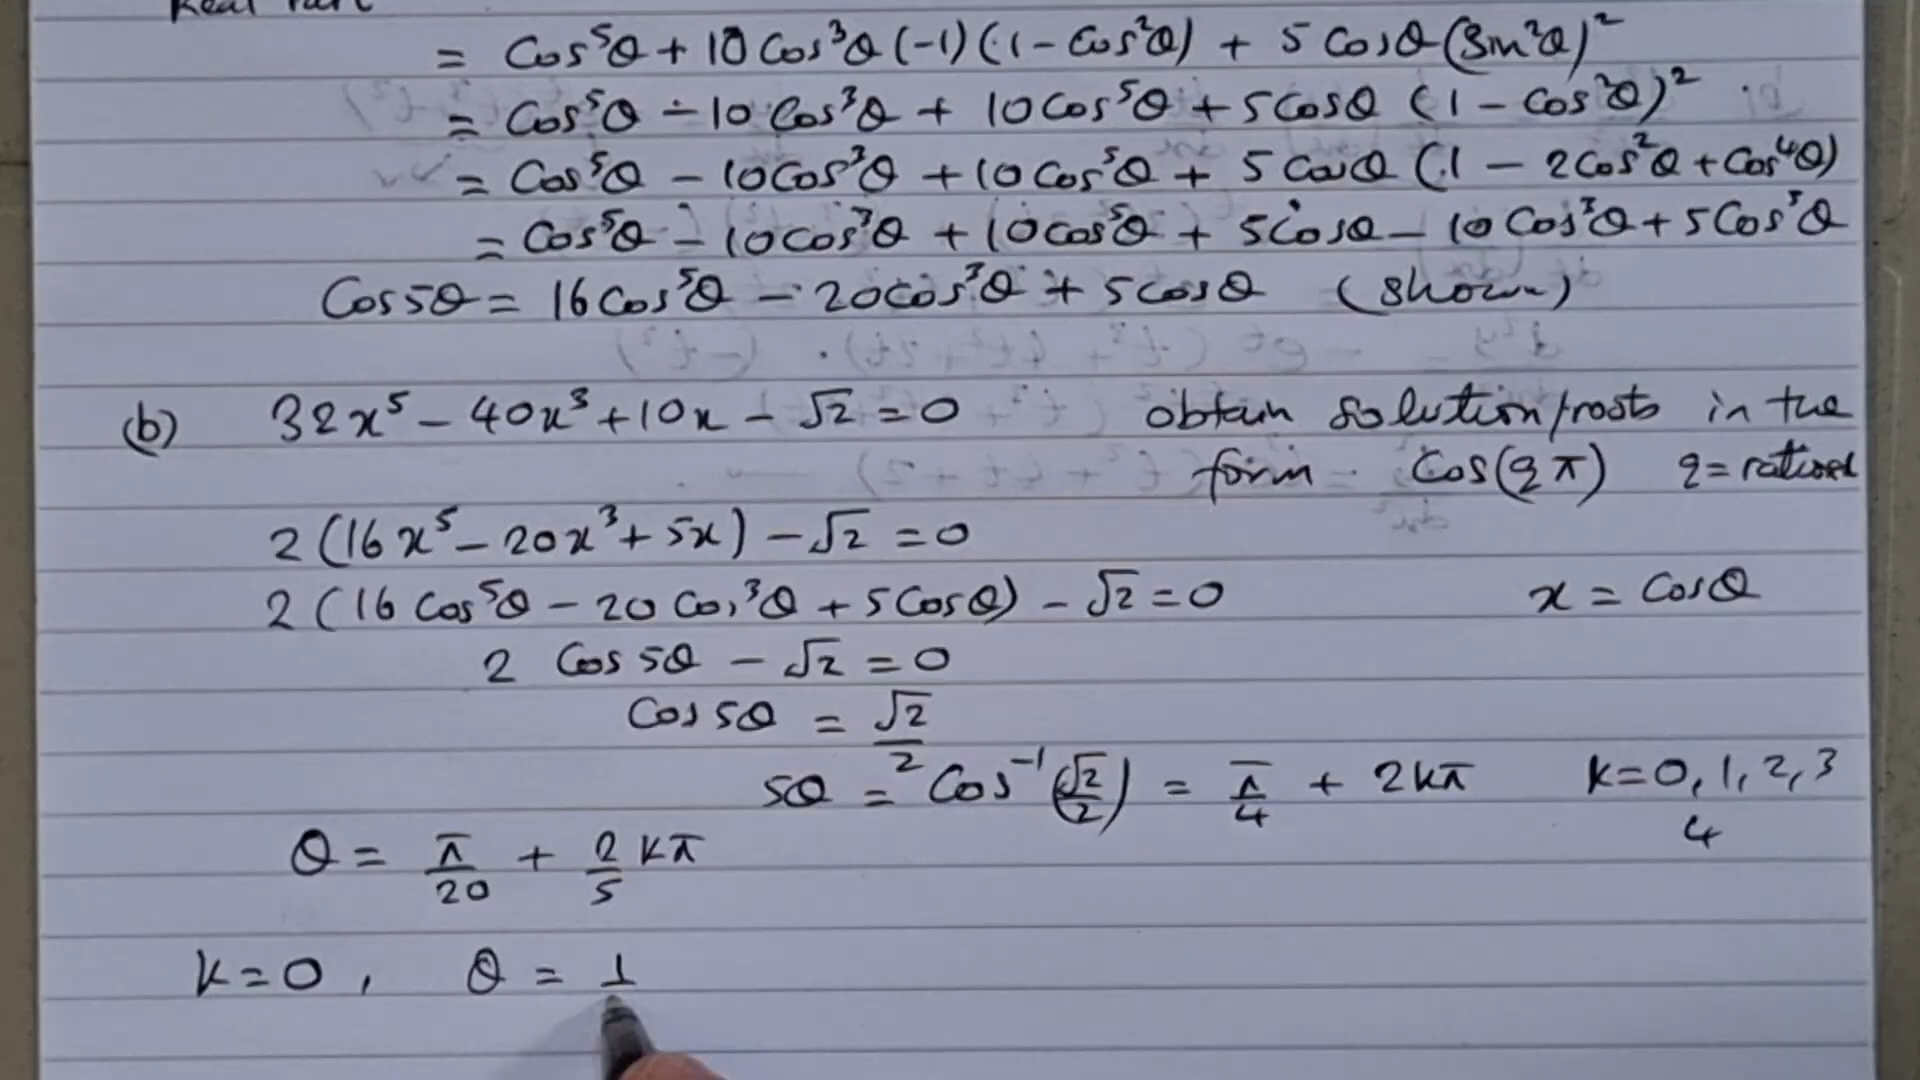 Real Part
= Cos⁵θ + 10 Cos³θ (-1) (1 - Cos²θ) + 5 Cosθ (Sin²θ)²
= Cos⁵θ - 10 Cos³θ + 10 Cos⁵θ + 5 Cosθ (1 - Cos²θ)²
= Cos⁵θ - 10 Cos³θ + 10 Cos⁵θ + 5 Cosθ (1 - 2Cos²θ + Cos⁴θ)
= Cos⁵θ - 10 Cos³θ + 10 Cos⁵θ + 5 Cosθ - 10 Cos³θ + 5 Cos⁵θ
Cos 5θ = 16 Cos⁵θ - 20 Cos³θ + 5 Cosθ (Shown)
(b) 32x⁵ - 40x³ + 10x - √2 = 0 obtain solution/roots in the
form Cos(qπ) q = rational
2 (16x⁵ - 20x³ + 5x) - √2 = 0
2 (16 Cos⁵θ - 20 Cos³θ + 5 Cosθ) - √2 = 0 x = Cosθ
2 Cos 5θ - √2 = 0
Cos 5θ = √2/2
5θ = Cos⁻¹(√2/2) = π/4 + 2kπ k = 0, 1, 2, 3
4
θ = π/20 + 2/5 kπ
k = 0, θ = 1